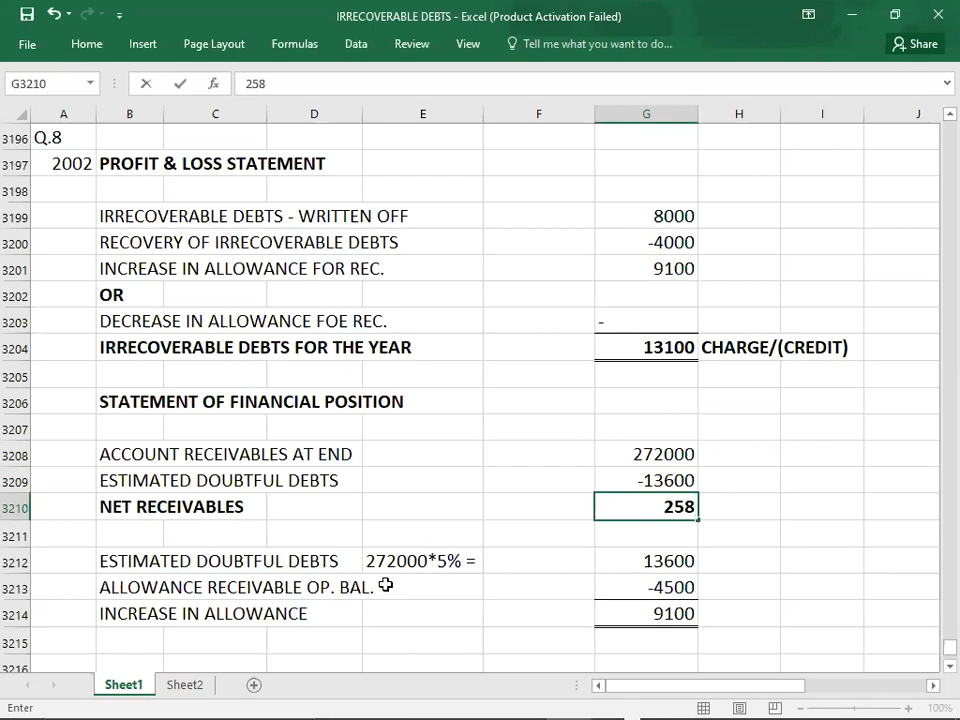 IRRECOVERABLE DEBTS - Excel (Product Activation Failed)
File Home Insert Page Layout Formulas Data Review View Tell me what you want to do... Share
G3210 fx 258
A B C D E F G H I J
3196 Q.8
3197 2002 PROFIT & LOSS STATEMENT
3198
3199 IRRECOVERABLE DEBTS - WRITTEN OFF 8000
3200 RECOVERY OF IRRECOVERABLE DEBTS -4000
3201 INCREASE IN ALLOWANCE FOR REC. 9100
3202 OR
3203 DECREASE IN ALLOWANCE FOE REC. -
3204 IRRECOVERABLE DEBTS FOR THE YEAR 13100 CHARGE/(CREDIT)
3205
3206 STATEMENT OF FINANCIAL POSITION
3207
3208 ACCOUNT RECEIVABLES AT END 272000
3209 ESTIMATED DOUBTFUL DEBTS -13600
3210 NET RECEIVABLES 258
3211
3212 ESTIMATED DOUBTFUL DEBTS 272000*5% = 13600
3213 ALLOWANCE RECEIVABLE OP. BAL. -4500
3214 INCREASE IN ALLOWANCE 9100
3215
3216
Sheet1 Sheet2
Enter 100%